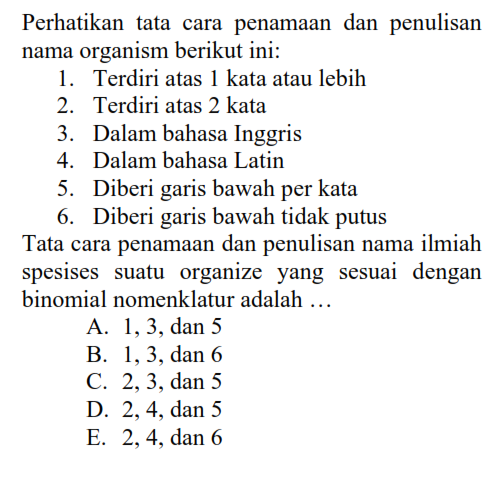 Perhatikan tata cara penamaan dan penulisan
nama organism berikut ini:
1. Terdiri atas 1 kata atau lebih
2. Terdiri atas 2 kata
3. Dalam bahasa Inggris
4. Dalam bahasa Latin
5. Diberi garis bawah per kata
6. Diberi garis bawah tidak putus
Tata cara penamaan dan penulisan nama ilmiah
spesises suatu organize yang sesuai dengan
binomial nomenklatur adalah …
A. 1, 3, dan 5
B. 1, 3, dan 6
C. 2, 3, dan 5
D. 2, 4, dan 5
E. 2, 4, dan 6